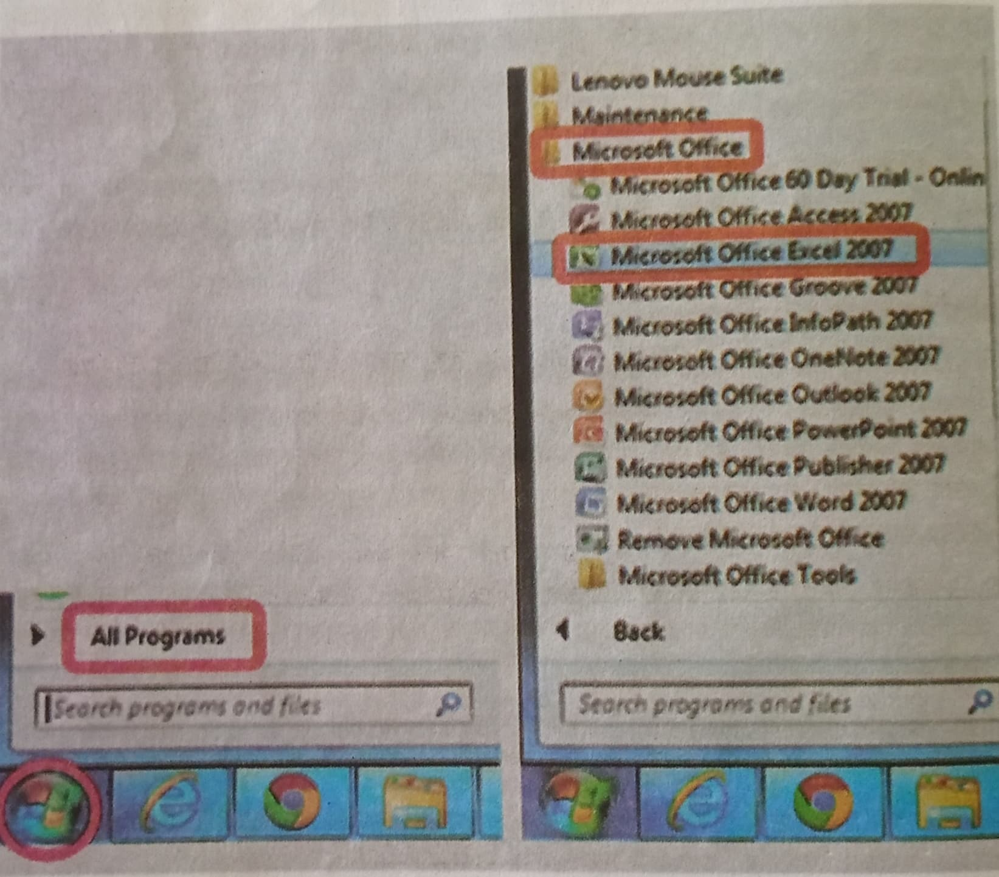 All Programs
Search programs and files
Lenovo Mouse Suite
Maintenance
Microsoft Office
Microsoft Office 60 Day Trial - Onlin
Microsoft Office Access 2007
Microsoft Office Excel 2007
Microsoft Office Groove 2007
Microsoft Office InfoPath 2007
Microsoft Office OneNote 2007
Microsoft Office Outlook 2007
Microsoft Office PowerPoint 2007
Microsoft Office Publisher 2007
Microsoft Office Word 2007
Remove Microsoft Office
Microsoft Office Tools
Back
Search programs and files